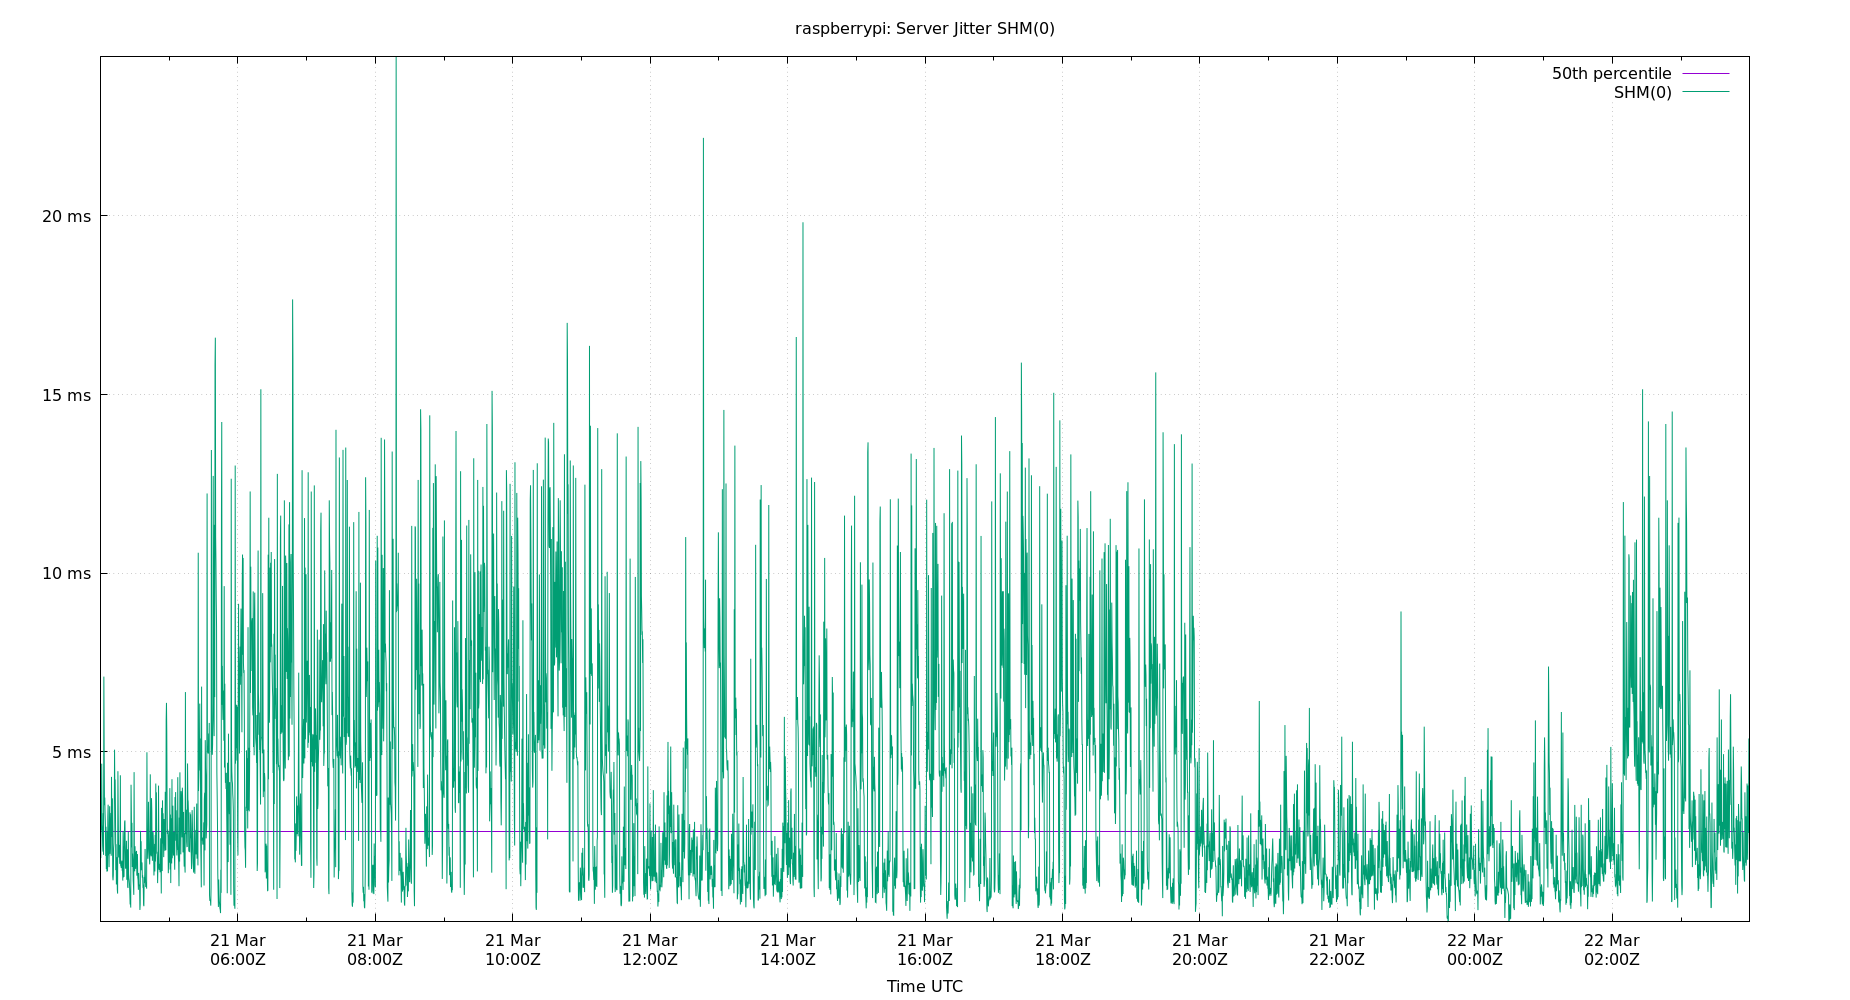 raspberrypi: Server Jitter SHM(0)
50th percentile
SHM(0)
20 ms
15 ms
10 ms
5 ms
21 Mar 21 Mar 21 Mar 21 Mar 21 Mar 21 Mar 21 Mar 21 Mar 21 Mar 22 Mar 22 Mar
06:00Z 08:00Z 10:00Z 12:00Z 14:00Z 16:00Z 18:00Z 20:00Z 22:00Z 00:00Z 02:00Z
Time UTC